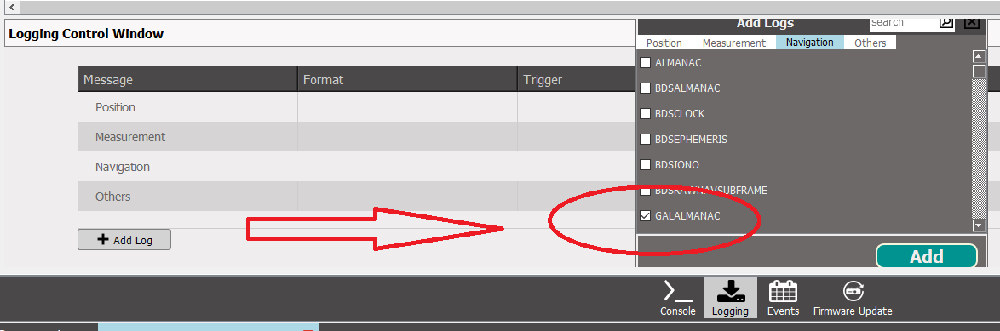 Add Logs
search
Logging Control Window
Position Measurement Navigation Others
ALMANAC
Message Format Trigger
BDSALMANAC
Position
BDSCLOCK
Measurement
BDSEPHEMERIS
Navigation
BDSIONO
Others
BDSRAWNAVSUBFRAME
GALALMANAC
Add Log
Add
Console Logging Events Firmware Update